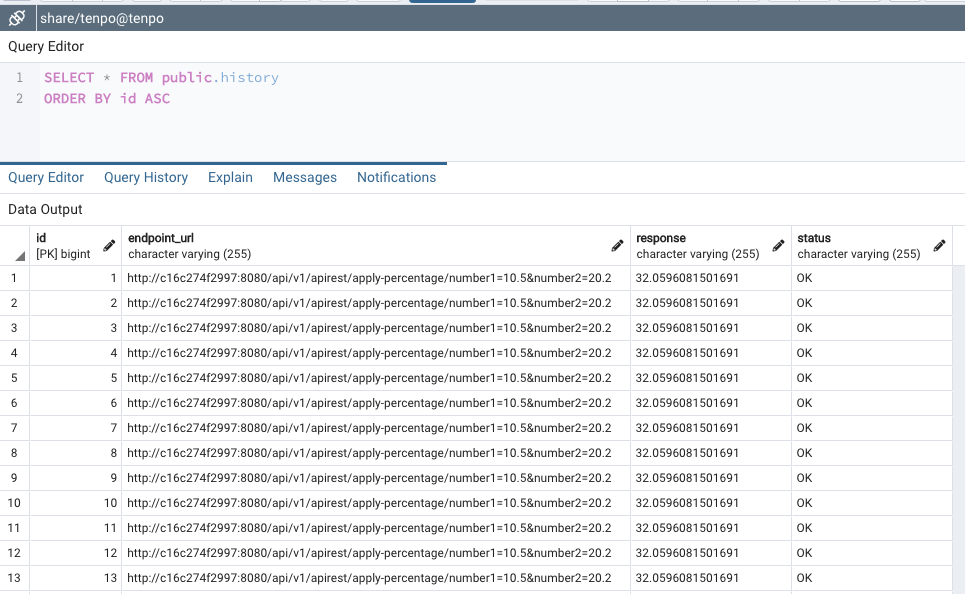 share/tenpo@tenpo
Query Editor
1 SELECT * FROM public.history
2 ORDER BY id ASC
Query Editor Query History Explain Messages Notifications
Data Output
id endpoint_url response status
[PK] bigint character varying (255) character varying (255) character varying (255)
1 1 http://c16c274f2997:8080/api/v1/apirest/apply-percentage/number1=10.5&number2=20.2 32.0596081501691 OK
2 2 http://c16c274f2997:8080/api/v1/apirest/apply-percentage/number1=10.5&number2=20.2 32.0596081501691 OK
3 3 http://c16c274f2997:8080/api/v1/apirest/apply-percentage/number1=10.5&number2=20.2 32.0596081501691 OK
4 4 http://c16c274f2997:8080/api/v1/apirest/apply-percentage/number1=10.5&number2=20.2 32.0596081501691 OK
5 5 http://c16c274f2997:8080/api/v1/apirest/apply-percentage/number1=10.5&number2=20.2 32.0596081501691 OK
6 6 http://c16c274f2997:8080/api/v1/apirest/apply-percentage/number1=10.5&number2=20.2 32.0596081501691 OK
7 7 http://c16c274f2997:8080/api/v1/apirest/apply-percentage/number1=10.5&number2=20.2 32.0596081501691 OK
8 8 http://c16c274f2997:8080/api/v1/apirest/apply-percentage/number1=10.5&number2=20.2 32.0596081501691 OK
9 9 http://c16c274f2997:8080/api/v1/apirest/apply-percentage/number1=10.5&number2=20.2 32.0596081501691 OK
10 10 http://c16c274f2997:8080/api/v1/apirest/apply-percentage/number1=10.5&number2=20.2 32.0596081501691 OK
11 11 http://c16c274f2997:8080/api/v1/apirest/apply-percentage/number1=10.5&number2=20.2 32.0596081501691 OK
12 12 http://c16c274f2997:8080/api/v1/apirest/apply-percentage/number1=10.5&number2=20.2 32.0596081501691 OK
13 13 http://c16c274f2997:8080/api/v1/apirest/apply-percentage/number1=10.5&number2=20.2 32.0596081501691 OK